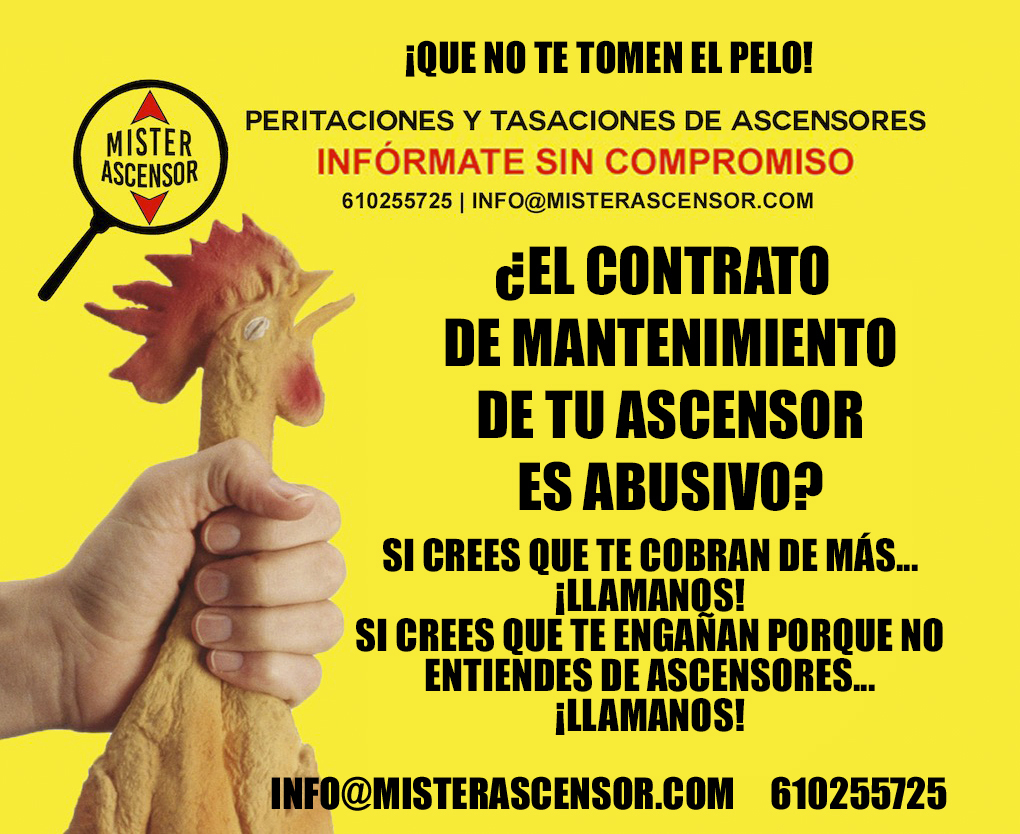 ¡QUE NO TE TOMEN EL PELO!
MISTER
ASCENSOR
PERITACIONES Y TASACIONES DE ASCENSORES
INFÓRMATE SIN COMPROMISO
610255725 | INFO@MISTERASCENSOR.COM
¿EL CONTRATO
DE MANTENIMIENTO
DE TU ASCENSOR
ES ABUSIVO?
SI CREES QUE TE COBRAN DE MÁS...
¡LLAMANOS!
SI CREES QUE TE ENGAÑAN PORQUE NO
ENTIENDES DE ASCENSORES...
¡LLAMANOS!
INFO@MISTERASCENSOR.COM 610255725